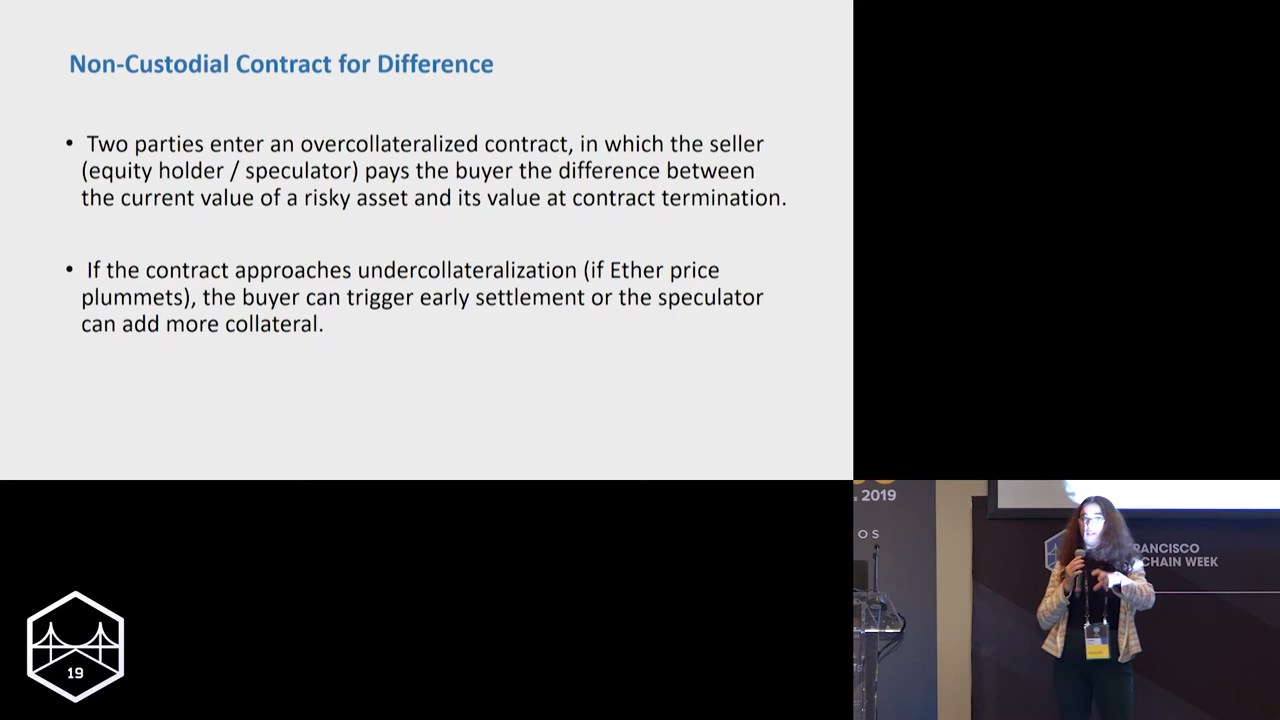 Non-Custodial Contract for Difference
• Two parties enter an overcollateralized contract, in which the seller
(equity holder / speculator) pays the buyer the difference between
the current value of a risky asset and its value at contract termination.
• If the contract approaches undercollateralization (if Ether price
plummets), the buyer can trigger early settlement or the speculator
can add more collateral.
. 2019
OS
RANCISCO
CHAIN WEEK
19